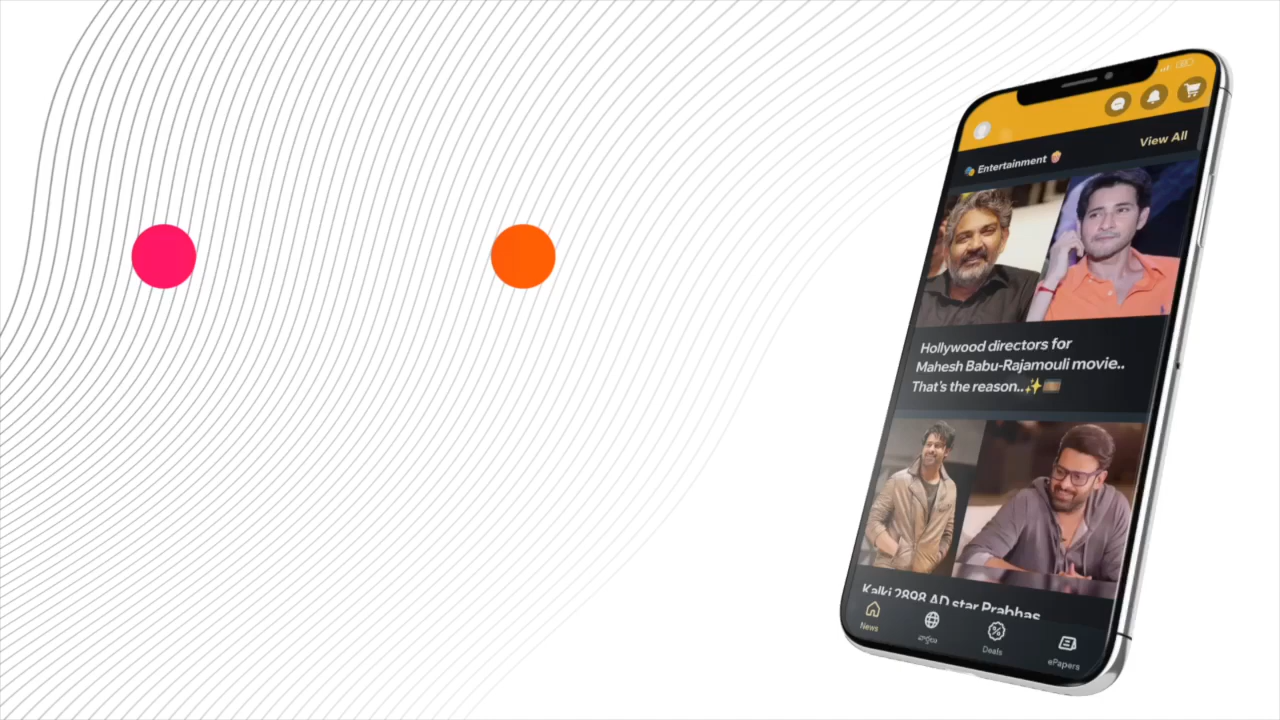 View All
🎭 Entertainment 🍿
Hollywood directors for
Mahesh Babu-Rajamouli movie..
That's the reason..✨🎞️
Kalki 2898 AD star Prabhas
News
Deals
ePapers